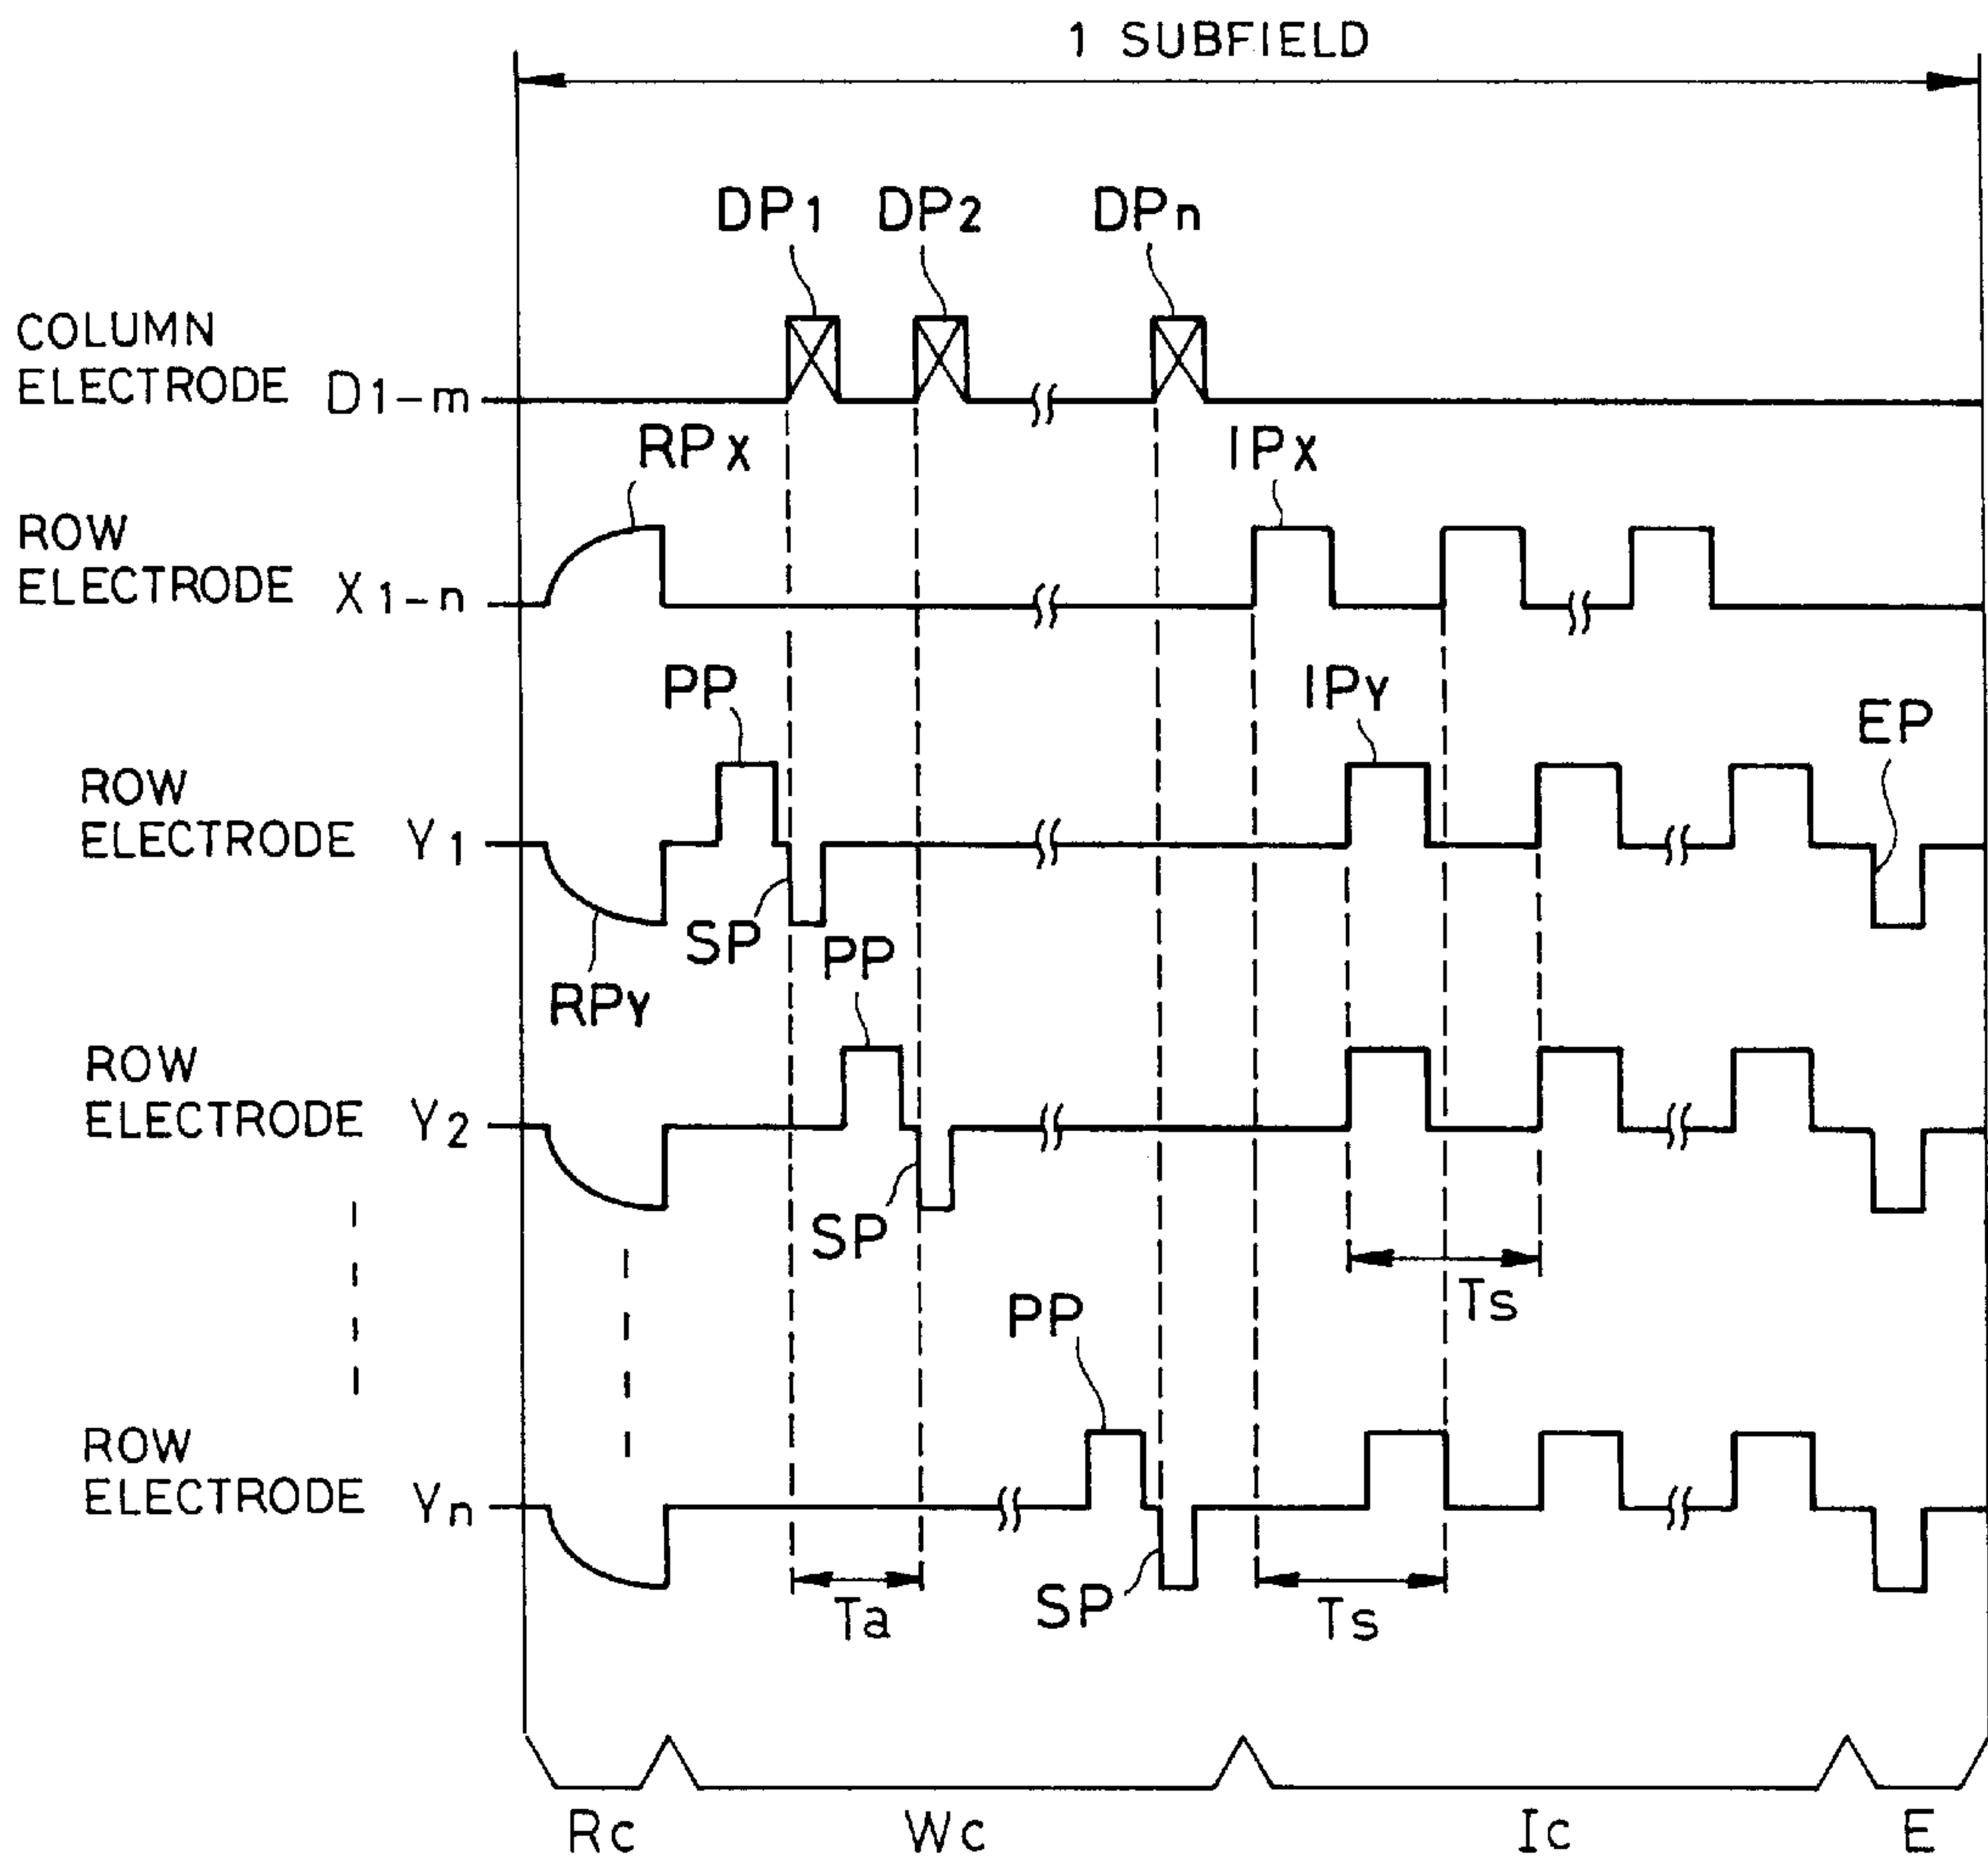 1 SUBFIELD
DP1 DP2 DPn
COLUMN
ELECTRODE D1-m
RPX IPX
ROW
ELECTRODE X1-n
PP IPY EP
ROW
ELECTRODE Y1
SP PP
RPY
ROW
ELECTRODE Y2
SP
Ts
PP
ROW
ELECTRODE Yn
SP
Ta Ts
Rc Wc Ic E